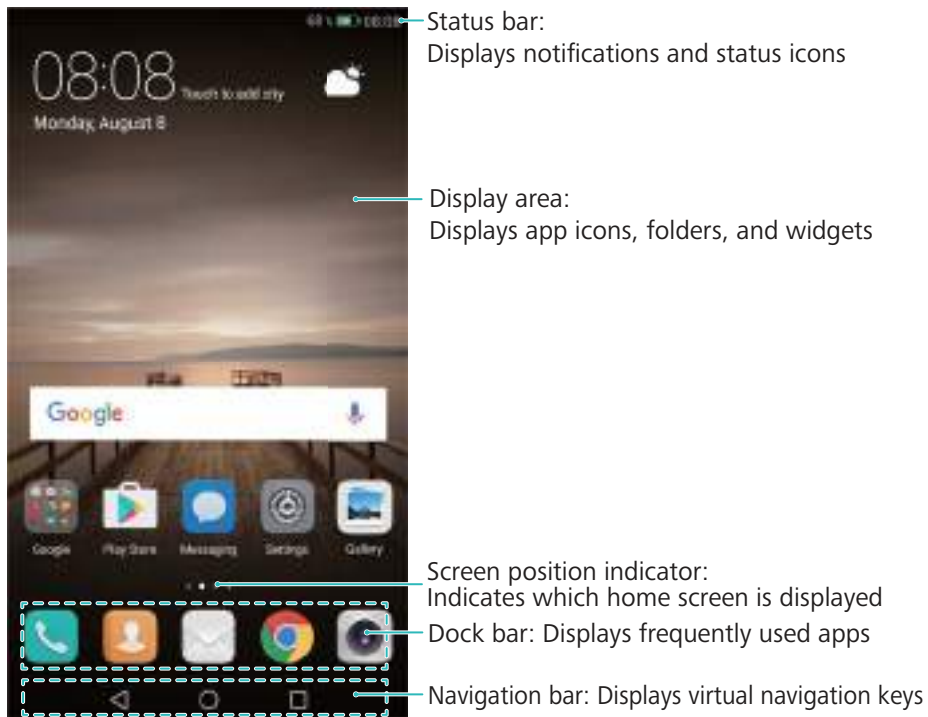 08:08
Status bar:
Displays notifications and status icons
08:08
Touch to add city
Monday, August 8
Display area:
Displays app icons, folders, and widgets
Google
Google
Play Store
Messaging
Settings
Gallery
Screen position indicator:
Indicates which home screen is displayed
Dock bar: Displays frequently used apps
Navigation bar: Displays virtual navigation keys